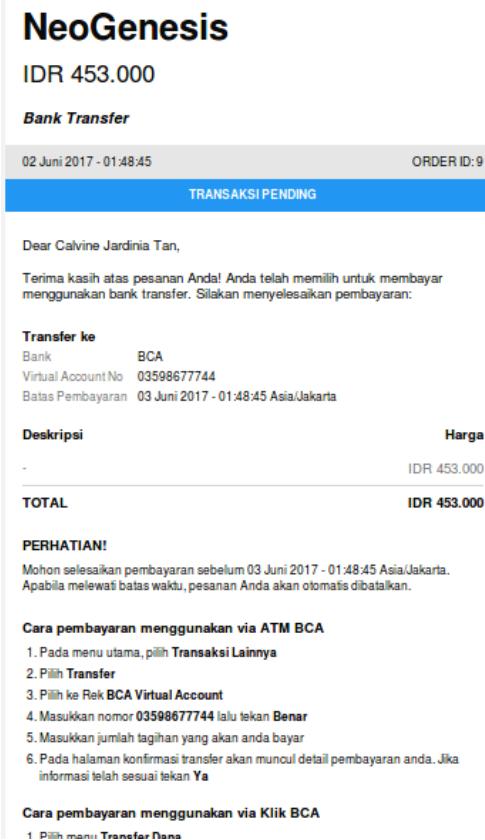 NeoGenesis
IDR 453.000
Bank Transfer
02 Juni 2017 - 01:48:45 ORDER ID: 9
TRANSAKSI PENDING
Dear Calvine Jardinia Tan,
Terima kasih atas pesanan Anda! Anda telah memilih untuk membayar
menggunakan bank transfer. Silakan menyelesaikan pembayaran:
Transfer ke
Bank BCA
Virtual Account No 03598677744
Batas Pembayaran 03 Juni 2017 - 01:48:45 Asia/Jakarta
Deskripsi Harga
- IDR 453.000
TOTAL IDR 453.000
PERHATIAN!
Mohon selesaikan pembayaran sebelum 03 Juni 2017 - 01:48:45 Asia/Jakarta.
Apabila melewati batas waktu, pesanan Anda akan otomatis dibatalkan.
Cara pembayaran menggunakan via ATM BCA
1. Pada menu utama, pilih Transaksi Lainnya
2. Pilih Transfer
3. Pilih ke Rek BCA Virtual Account
4. Masukkan nomor 03598677744 lalu tekan Benar
5. Masukkan jumlah tagihan yang akan anda bayar
6. Pada halaman konfirmasi transfer akan muncul detail pembayaran anda. Jika
informasi telah sesuai tekan Ya
Cara pembayaran menggunakan via Klik BCA
1. Pilih menu Transfer Dana